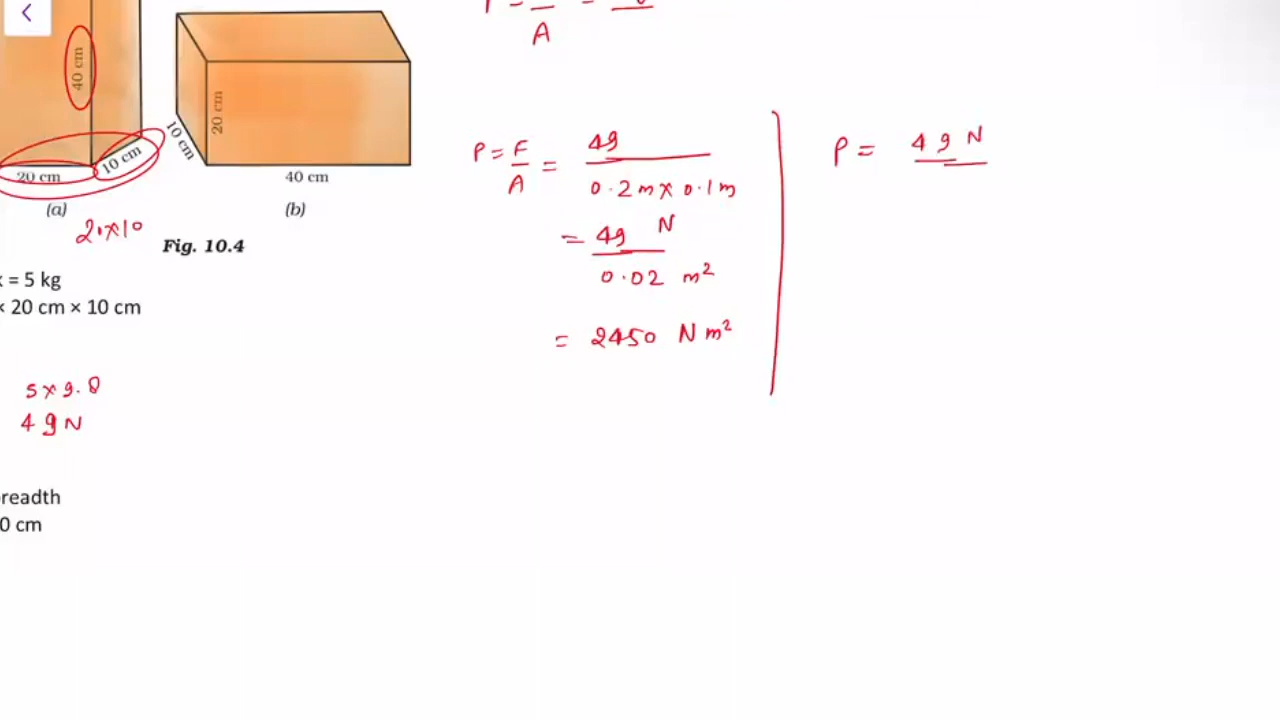 A
40 cm
20 cm
10 cm
(a)
20×10
10 cm
20 cm
40 cm
(b)
Fig. 10.4
= 5 kg
× 20 cm × 10 cm
5×9.8
49N
readth
0 cm
P = F/A = 49 / 0.2 m × 0.1 m
= 49 N / 0.02 m²
= 2450 N m²
P = 49 N